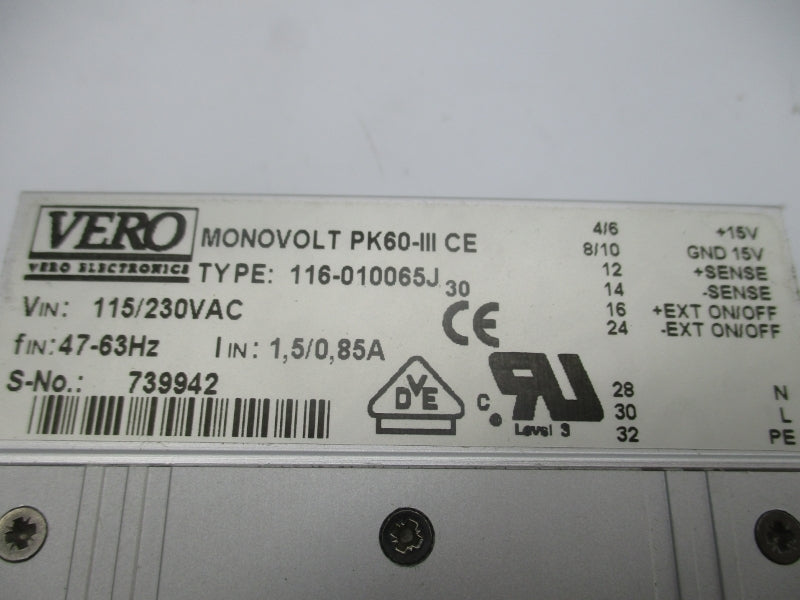 VERO
VERO ELECTRONICS
MONOVOLT PK60-III CE
TYPE: 116-010065J
30
VIN: 115/230VAC
fIN: 47-63Hz IIN: 1,5/0,85A
S-No.: 739942
CE
DVE
C
RU
Level 3
4/6 +15V
8/10 GND 15V
12 +SENSE
14 -SENSE
16 +EXT ON/OFF
24 -EXT ON/OFF
28 N
30 L
32 PE